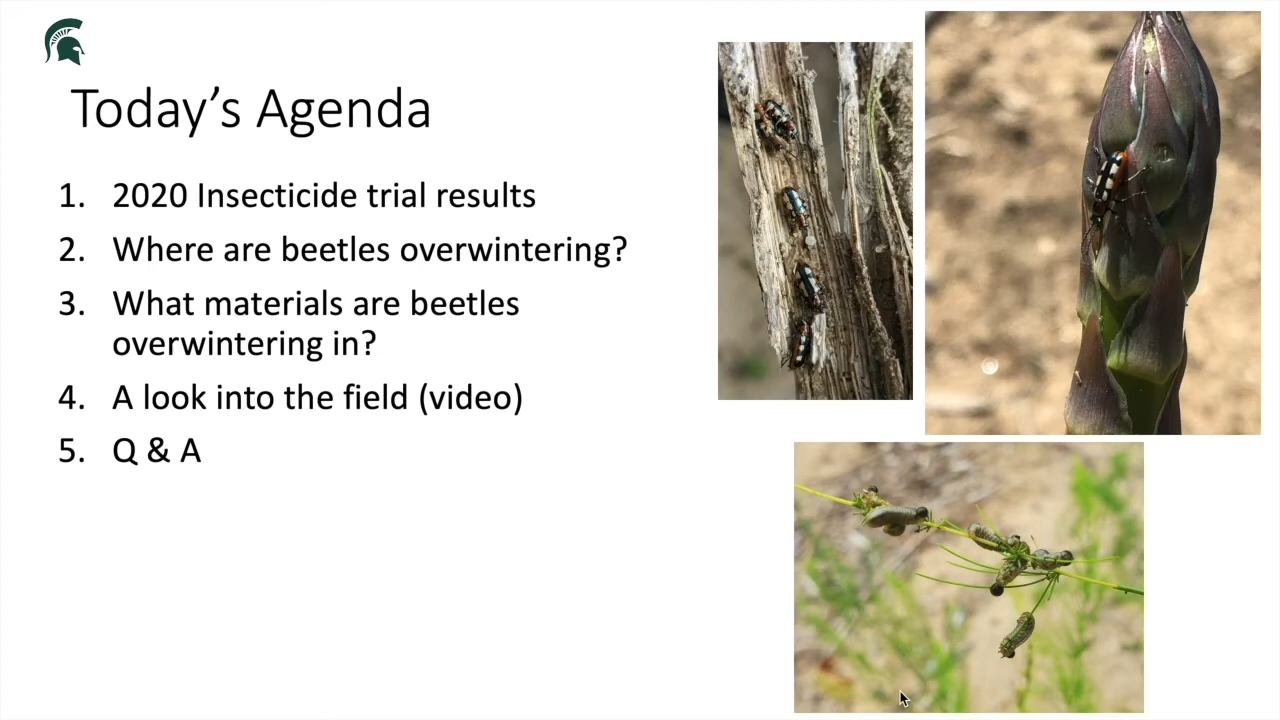 Today’s Agenda
1. 2020 Insecticide trial results
2. Where are beetles overwintering?
3. What materials are beetles
overwintering in?
4. A look into the field (video)
5. Q & A